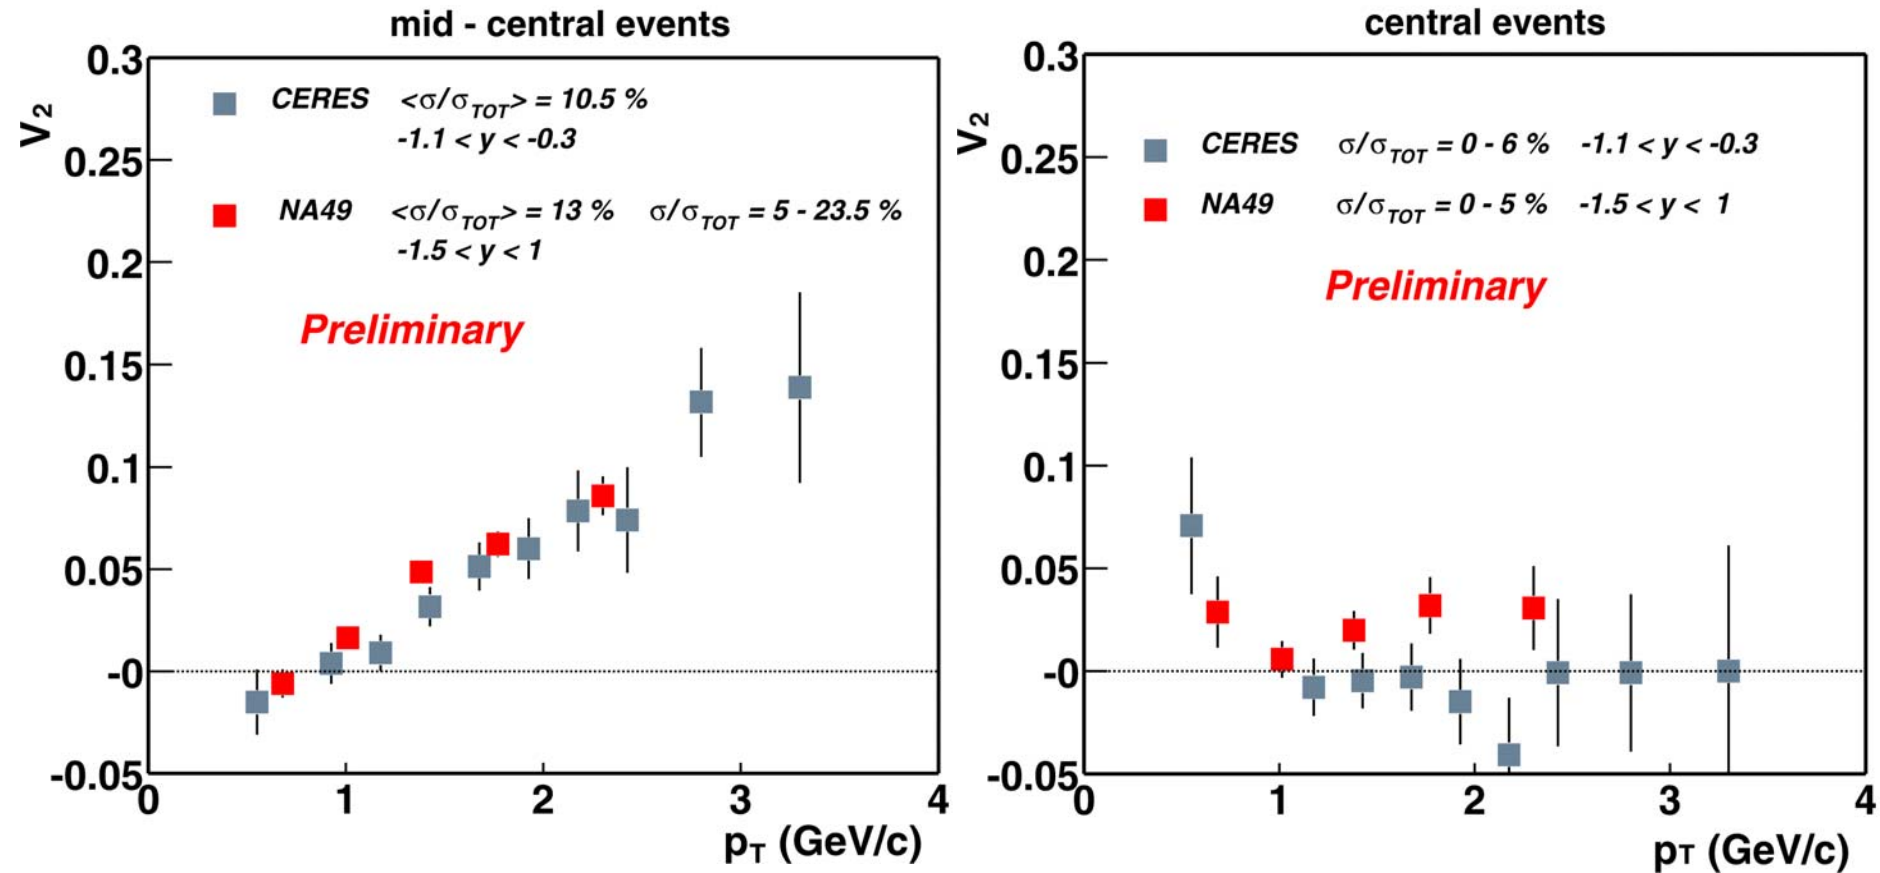 mid - central events
V2
0.3
0.25
0.2
0.15
0.1
0.05
-0
-0.05
CERES <σ/σTOT> = 10.5 %
-1.1 < y < -0.3
NA49 <σ/σTOT> = 13 % σ/σTOT = 5 - 23.5 %
-1.5 < y < 1
Preliminary
0 1 2 3 4
pT (GeV/c)
central events
V2
0.3
0.25
0.2
0.15
0.1
0.05
-0
-0.05
CERES σ/σTOT = 0 - 6 % -1.1 < y < -0.3
NA49 σ/σTOT = 0 - 5 % -1.5 < y < 1
Preliminary
0 1 2 3 4
pT (GeV/c)